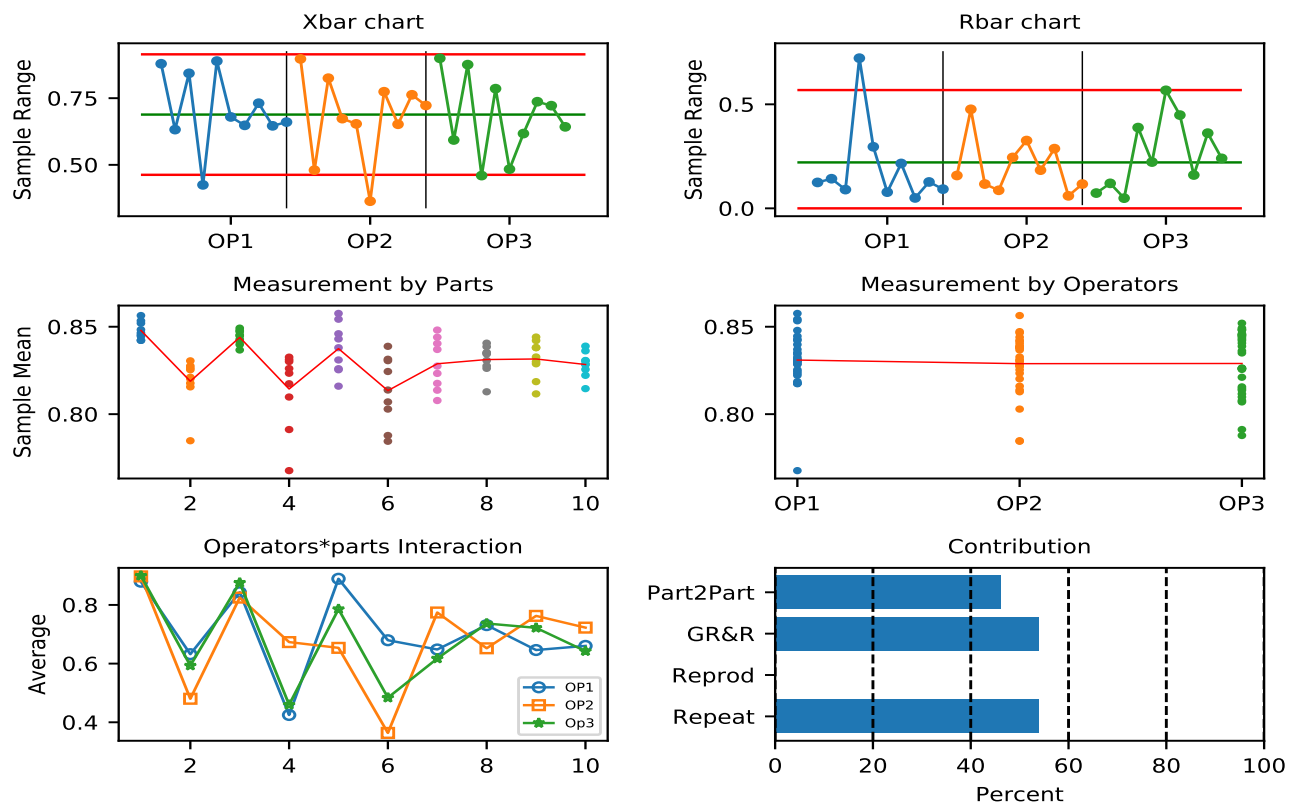 Xbar chart
Sample Range
0.75
0.50
OP1 OP2 OP3
Rbar chart
Sample Range
0.5
0.0
OP1 OP2 OP3
Measurement by Parts
Sample Mean
0.85
0.80
2 4 6 8 10
Measurement by Operators
0.85
0.80
OP1 OP2 OP3
Operators*parts Interaction
Average
0.8
0.6
0.4
OP1
OP2
Op3
2 4 6 8 10
Contribution
Part2Part
GR&R
Reprod
Repeat
0 20 40 60 80 100
Percent